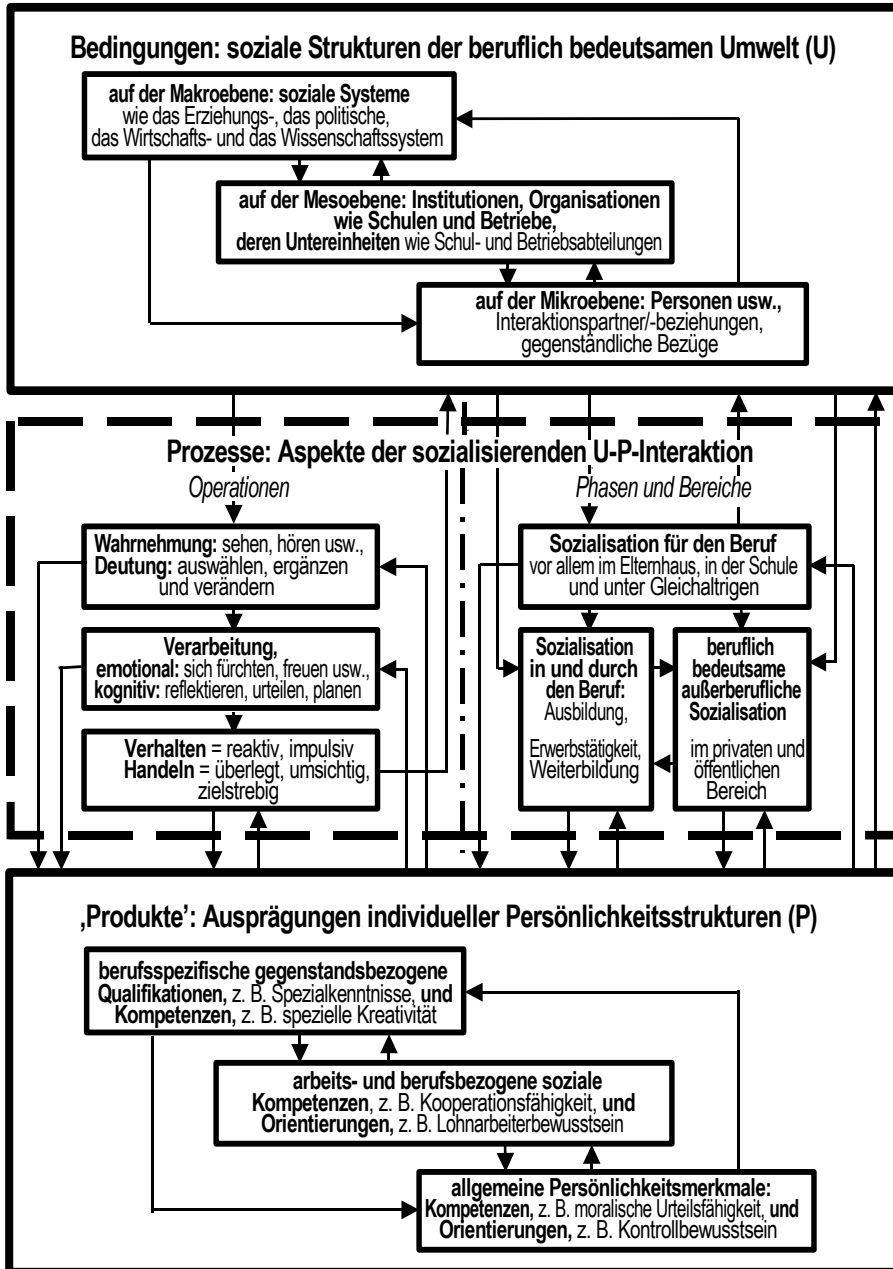 Bedingungen: soziale Strukturen der beruflich bedeutsamen Umwelt (U)
auf der Makroebene: soziale Systeme
wie das Erziehungs-, das politische,
das Wirtschafts- und das Wissenschaftssystem
auf der Mesoebene: Institutionen, Organisationen
wie Schulen und Betriebe,
deren Untereinheiten wie Schul- und Betriebsabteilungen
auf der Mikroebene: Personen usw.,
Interaktionspartner/-beziehungen,
gegenständliche Bezüge
Prozesse: Aspekte der sozialisierenden U-P-Interaktion
Operationen
Wahrnehmung: sehen, hören usw.,
Deutung: auswählen, ergänzen
und verändern
Verarbeitung,
emotional: sich fürchten, freuen usw.,
kognitiv: reflektieren, urteilen, planen
Verhalten = reaktiv, impulsiv
Handeln = überlegt, umsichtig,
zielstrebig
Phasen und Bereiche
Sozialisation für den Beruf
vor allem im Elternhaus, in der Schule
und unter Gleichaltrigen
Sozialisation
in und durch
den Beruf:
Ausbildung,
Erwerbstätigkeit,
Weiterbildung
beruflich
bedeutsame
außerberufliche
Sozialisation
im privaten und
öffentlichen
Bereich
‚Produkte’: Ausprägungen individueller Persönlichkeitsstrukturen (P)
berufsspezifische gegenstandsbezogene
Qualifikationen, z. B. Spezialkenntnisse, und
Kompetenzen, z. B. spezielle Kreativität
arbeits- und berufsbezogene soziale
Kompetenzen, z. B. Kooperationsfähigkeit, und
Orientierungen, z. B. Lohnarbeiterbewusstsein
allgemeine Persönlichkeitsmerkmale:
Kompetenzen, z. B. moralische Urteilsfähigkeit, und
Orientierungen, z. B. Kontrollbewusstsein